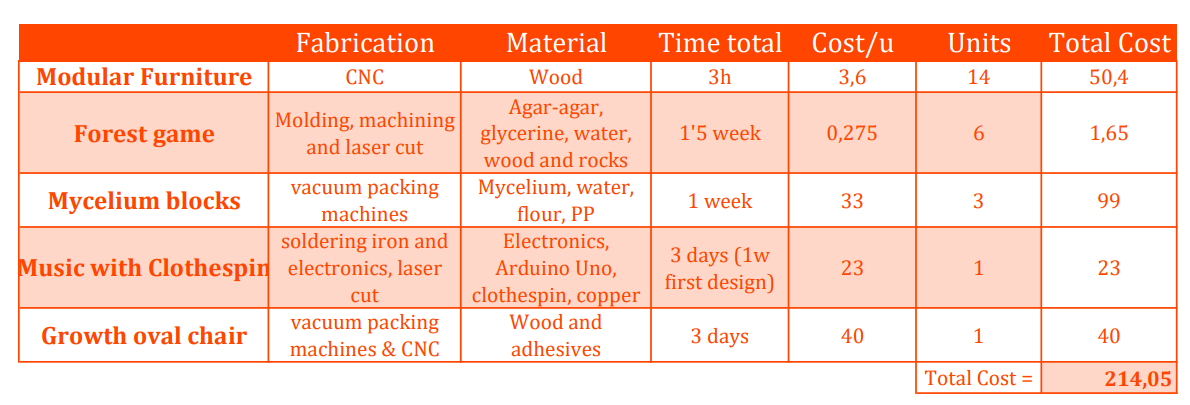 Fabrication Material Time total Cost/u Units Total Cost
Modular Furniture CNC Wood 3h 3,6 14 50,4
Forest game
Molding, machining
and laser cut
Agar-agar,
glycerine, water,
wood and rocks
1'5 week
0,275
6
1,65
Mycelium blocks
vacuum packing
machines
Mycelium, water,
flour, PP
1 week
33
3
99
Music with Clothespin
soldering iron and
electronics, laser
cut
Electronics,
Arduino Uno,
clothespin, copper
3 days (1w
first design)
23
1
23
Growth oval chair
vacuum packing
machines & CNC
Wood and
adhesives
3 days
40
1
40
Total Cost = 214,05